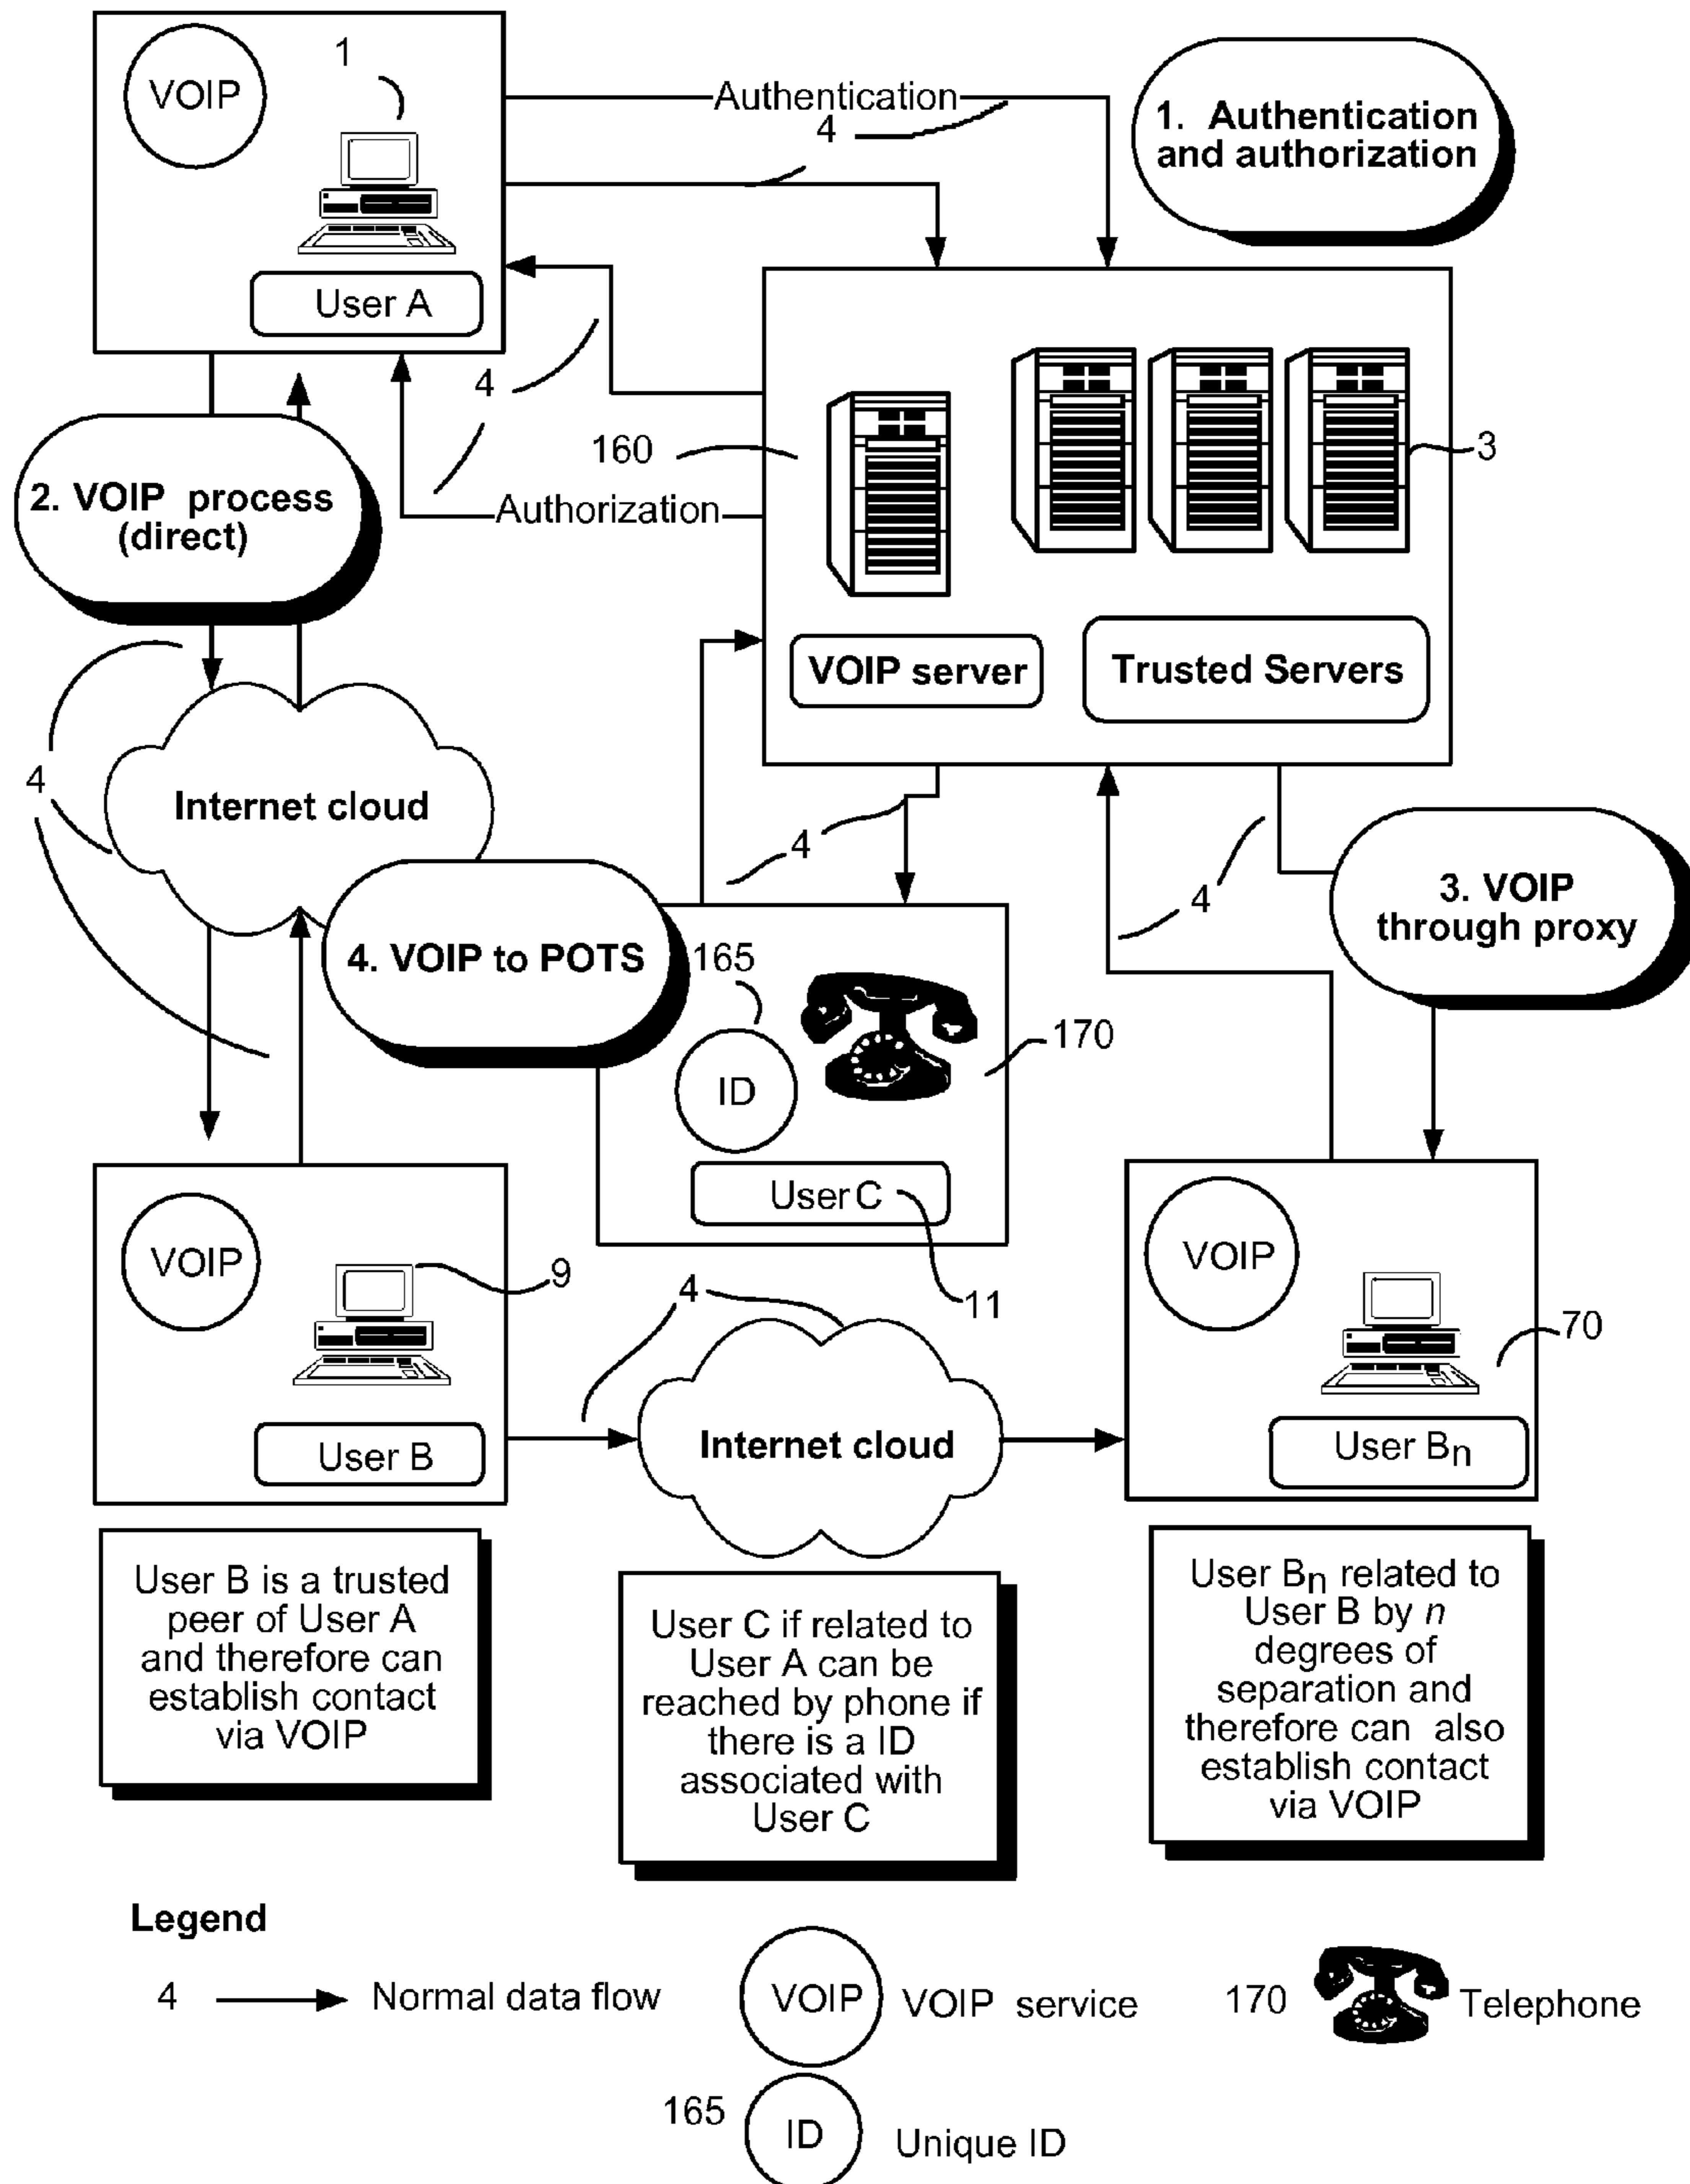 VOIP
1
User A
Authentication
4
1. Authentication
and authorization
4
160
3
Authorization
2. VOIP process
(direct)
VOIP server
Trusted Servers
4
Internet cloud
4
4
3. VOIP
through proxy
4. VOIP to POTS
165
170
ID
User C
11
VOIP
9
User B
4
Internet cloud
VOIP
70
User Bn
User B is a trusted
peer of User A
and therefore can
establish contact
via VOIP
User C if related to
User A can be
reached by phone if
there is a ID
associated with
User C
User Bn related to
User B by n
degrees of
separation and
therefore can also
establish contact
via VOIP
Legend
4 Normal data flow
VOIP VOIP service
170 Telephone
165 ID Unique ID